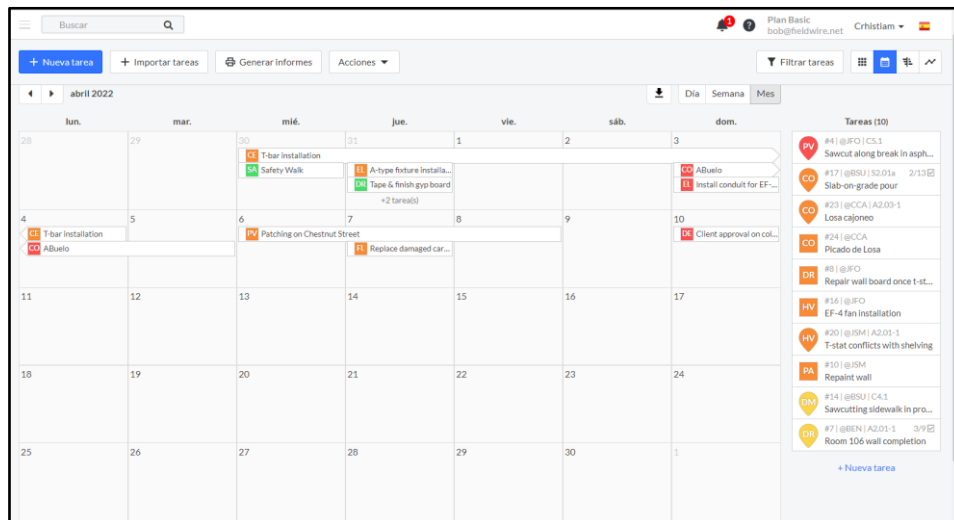 Buscar
1
?
Plan Basic
bob@fieldwire.net
Crhistiam
+ Nueva tarea
+ Importar tareas
Generar informes
Acciones
Filtrar tareas
abril 2022
Día Semana Mes
lun. mar. mié. jue. vie. sáb. dom.
28 29 30 31 1 2 3
CE T-bar installation
SA Safety Walk
EL A-type fixture installa...
CO ABuelo
DR Tape & finish gyp board
EL Install conduit for EF-...
+2 tarea(s)
4 5 6 7 8 9 10
CE T-bar installation
PV Patching on Chestnut Street
DE Client approval on col...
CO ABuelo
EL Replace damaged car...
11 12 13 14 15 16 17
18 19 20 21 22 23 24
25 26 27 28 29 30 1
Tareas (10)
PV
#4 | @JFO | C5.1
Sawcut along break in asph...
CO
#17 | @BSU | S2.01a 2/13
Slab-on-grade pour
CO
#23 | @CCA | A2.03-1
Losa cajoneo
CO
#24 | @CCA
Picado de Losa
DR
#8 | @JFO
Repair wall board once t-st...
HV
#16 | @JFO
EF-4 fan installation
HV
#20 | @JSM | A2.01-1
T-stat conflicts with shelving
PA
#10 | @JSM
Repaint wall
DM
#14 | @BSU | C4.1
Sawcutting sidewalk in pro...
DR
#7 | @BEN | A2.01-1 3/9
Room 106 wall completion
+ Nueva tarea